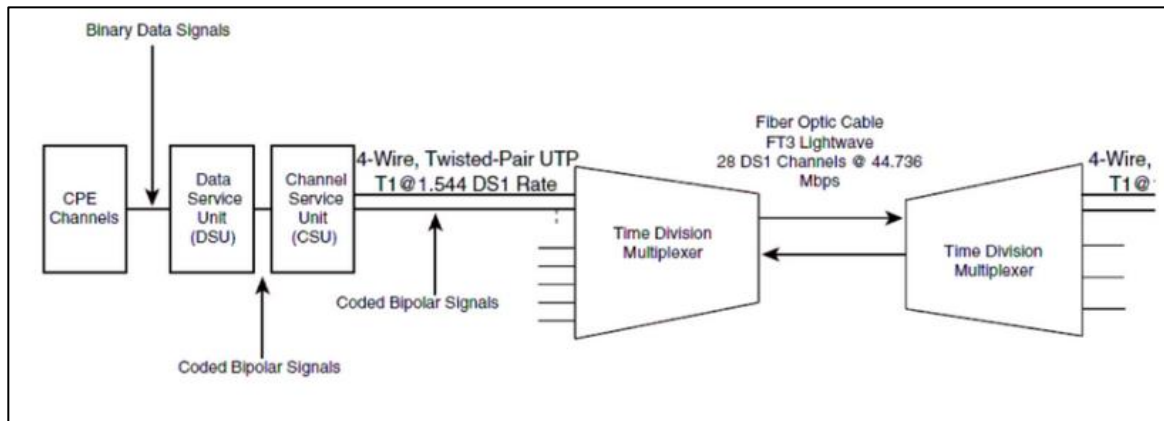 Binary Data Signals
CPE
Channels
Data
Service
Unit
(DSU)
Channel
Service
Unit
(CSU)
4-Wire, Twisted-Pair UTP
T1@1.544 DS1 Rate
Coded Bipolar Signals
Coded Bipolar Signals
Time Division
Multiplexer
Fiber Optic Cable
FT3 Lightwave
28 DS1 Channels @ 44.736
Mbps
Time Division
Multiplexer
4-Wire,
T1@